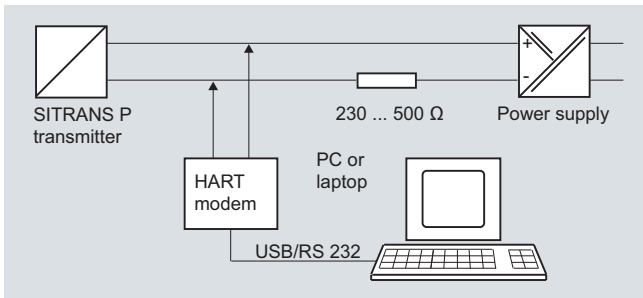 +
-
SITRANS P
transmitter
230 ... 500 Ω
Power supply
PC or
laptop
HART
modem
USB/RS 232